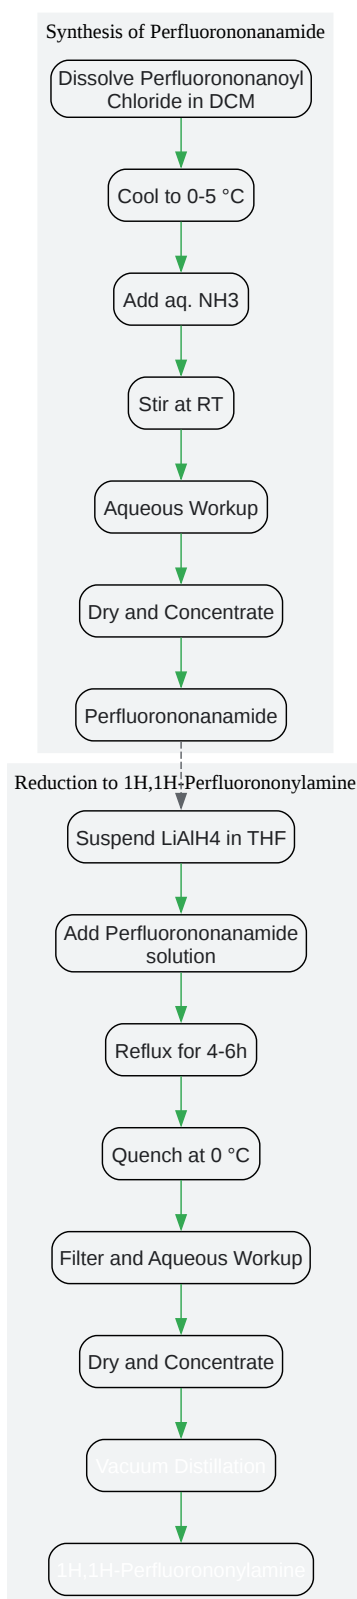 Synthesis of Perfluorononanamide
Dissolve Perfluorononanoyl
Chloride in DCM
Cool to 0-5 °C
Add aq. NH3
Stir at RT
Aqueous Workup
Dry and Concentrate
Perfluorononanamide
Reduction to 1H,1H-Perfluorononylamine
Suspend LiAlH4 in THF
Add Perfluorononanamide
solution
Reflux for 4-6h
Quench at 0 °C
Filter and Aqueous Workup
Dry and Concentrate
Vacuum Distillation
1H,1H-Perfluorononylamine